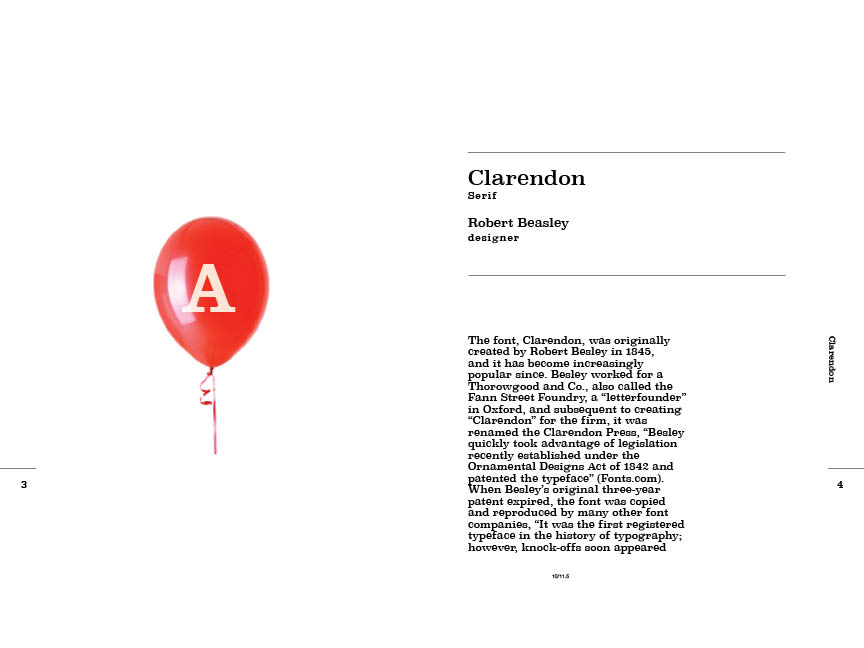 A
3
Clarendon
Serif
Robert Beasley
designer
The font, Clarendon, was originally
created by Robert Besley in 1845,
and it has become increasingly
popular since. Besley worked for a
Thorowgood and Co., also called the
Fann Street Foundry, a “letterfounder”
in Oxford, and subsequent to creating
“Clarendon” for the firm, it was
renamed the Clarendon Press, “Besley
quickly took advantage of legislation
recently established under the
Ornamental Designs Act of 1842 and
patented the typeface” (Fonts.com).
When Besley’s original three-year
patent expired, the font was copied
and reproduced by many other font
companies, “It was the first registered
typeface in the history of typography;
however, knock-offs soon appeared
10/11.5
Clarendon
4